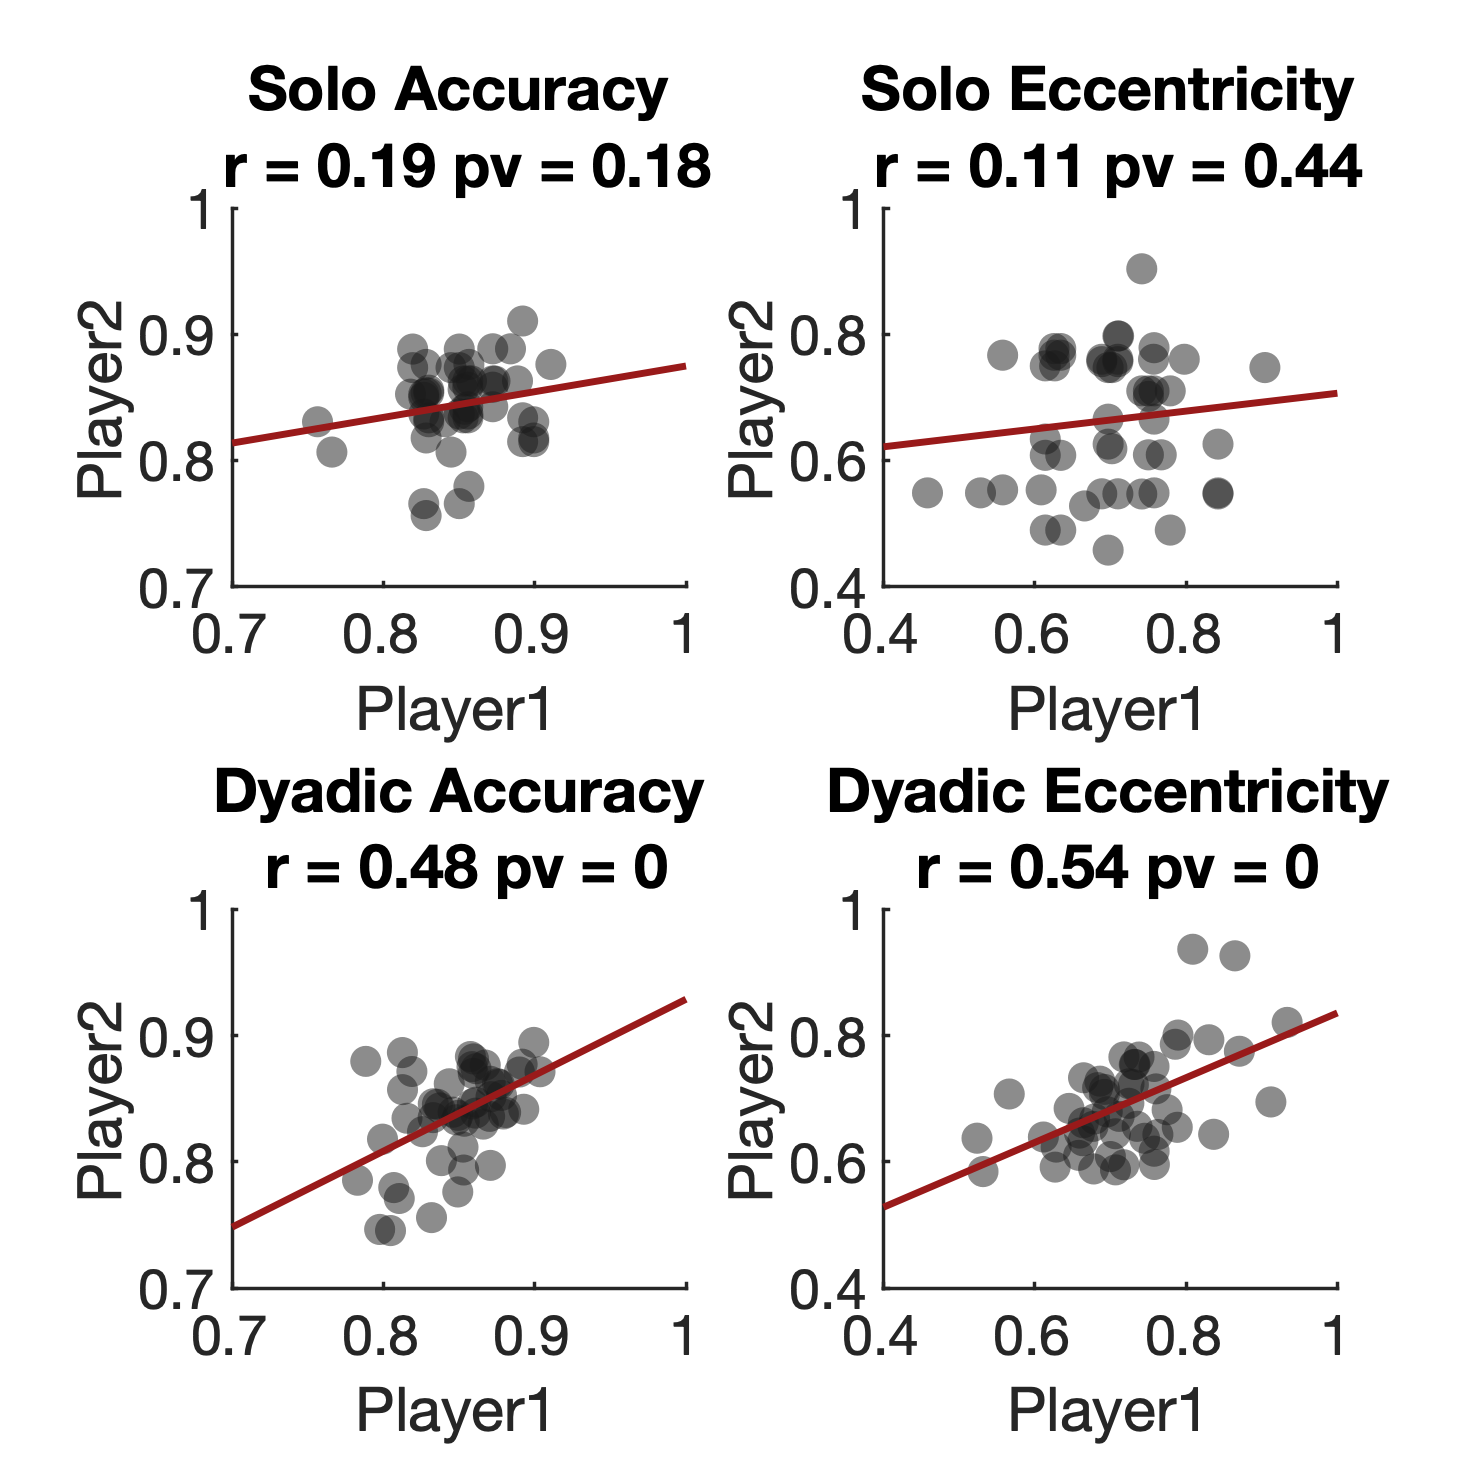 Solo Accuracy
r = 0.19 pv = 0.18
1
0.9
0.8
0.7
Player2
0.7 0.8 0.9 1
Player1
Solo Eccentricity
r = 0.11 pv = 0.44
1
0.8
0.6
0.4
Player2
0.4 0.6 0.8 1
Player1
Dyadic Accuracy
r = 0.48 pv = 0
1
0.9
0.8
0.7
Player2
0.7 0.8 0.9 1
Player1
Dyadic Eccentricity
r = 0.54 pv = 0
1
0.8
0.6
0.4
Player2
0.4 0.6 0.8 1
Player1